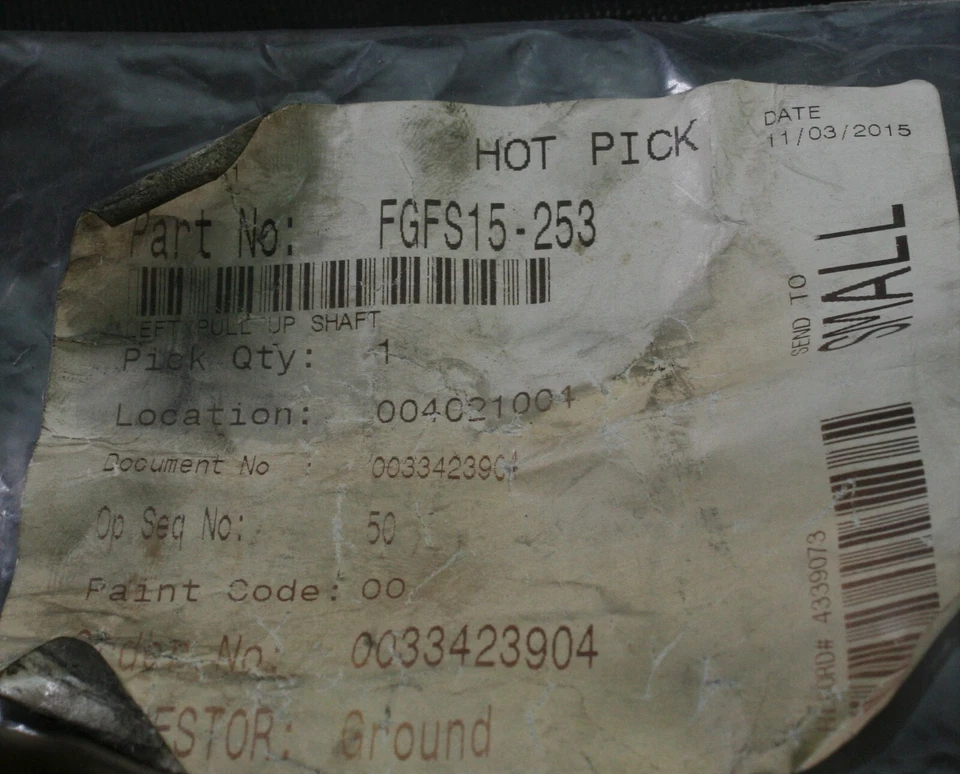 HOT PICK
DATE
11/03/2015
Part No: FGFS15-253
LEFT PULL UP SHAFT
Pick Qty: 1
Location: 004021001
Document No : 003342390
Op Seq No: 50
Paint Code: 00
No: 0033423904
ESTOR: Ground
SEND TO
SMALL
4339073